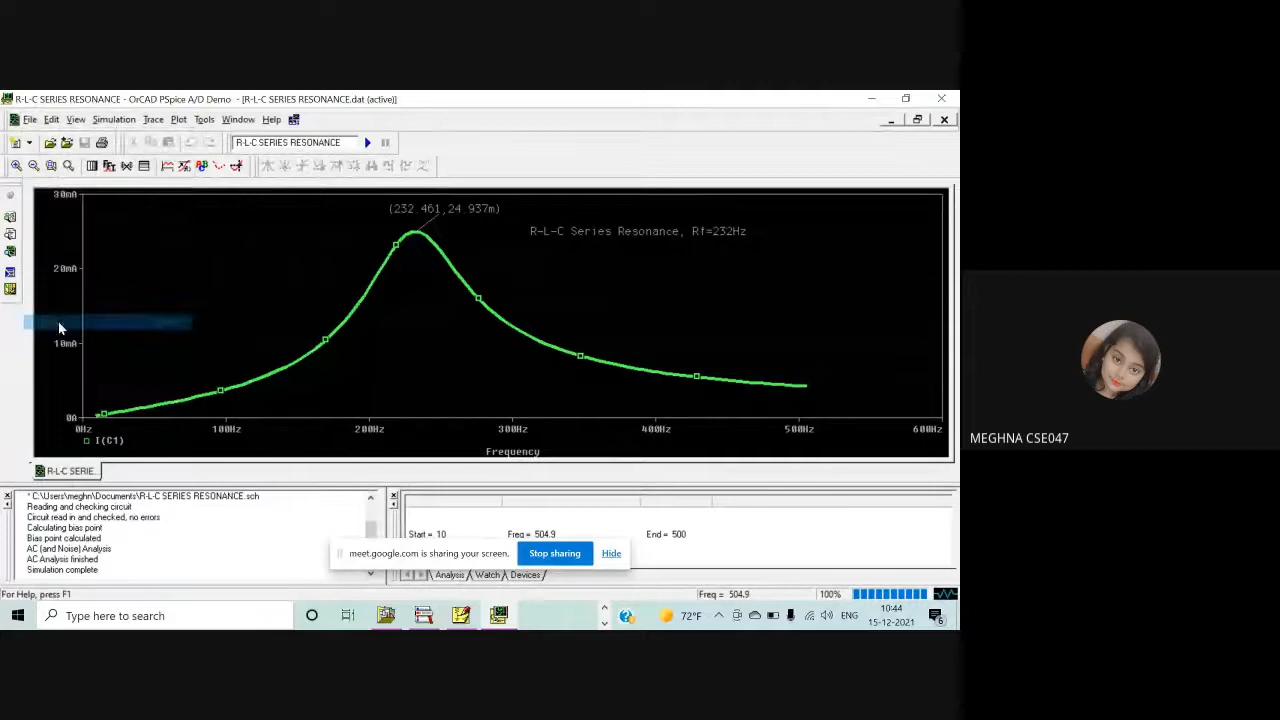 R-L-C SERIES RESONANCE - OrCAD PSpice A/D Demo - [R-L-C SERIES RESONANCE.dat (active)]
File Edit View Simulation Trace Plot Tools Window Help
R-L-C SERIES RESONANCE
30mA
(232.461,24.937m)
R-L-C Series Resonance, Rf=232Hz
20mA
10mA
0A
0Hz 100Hz 200Hz 300Hz 400Hz 500Hz 600Hz
I(C1)
Frequency
R-L-C SERIE..
MEGHNA CSE047
* C:\Users\meghn\Documents\R-L-C SERIES RESONANCE.sch
Reading and checking circuit
Circuit read in and checked, no errors
Calculating bias point
Bias point calculated
AC (and Noise) Analysis
AC Analysis finished
Simulation complete
Start = 10 Freq = 504.9 End = 500
meet.google.com is sharing your screen. Stop sharing Hide
Analysis Watch Devices
For Help, press F1 Freq = 504.9 100%
Type here to search 72°F ENG 10:44
15-12-2021 6